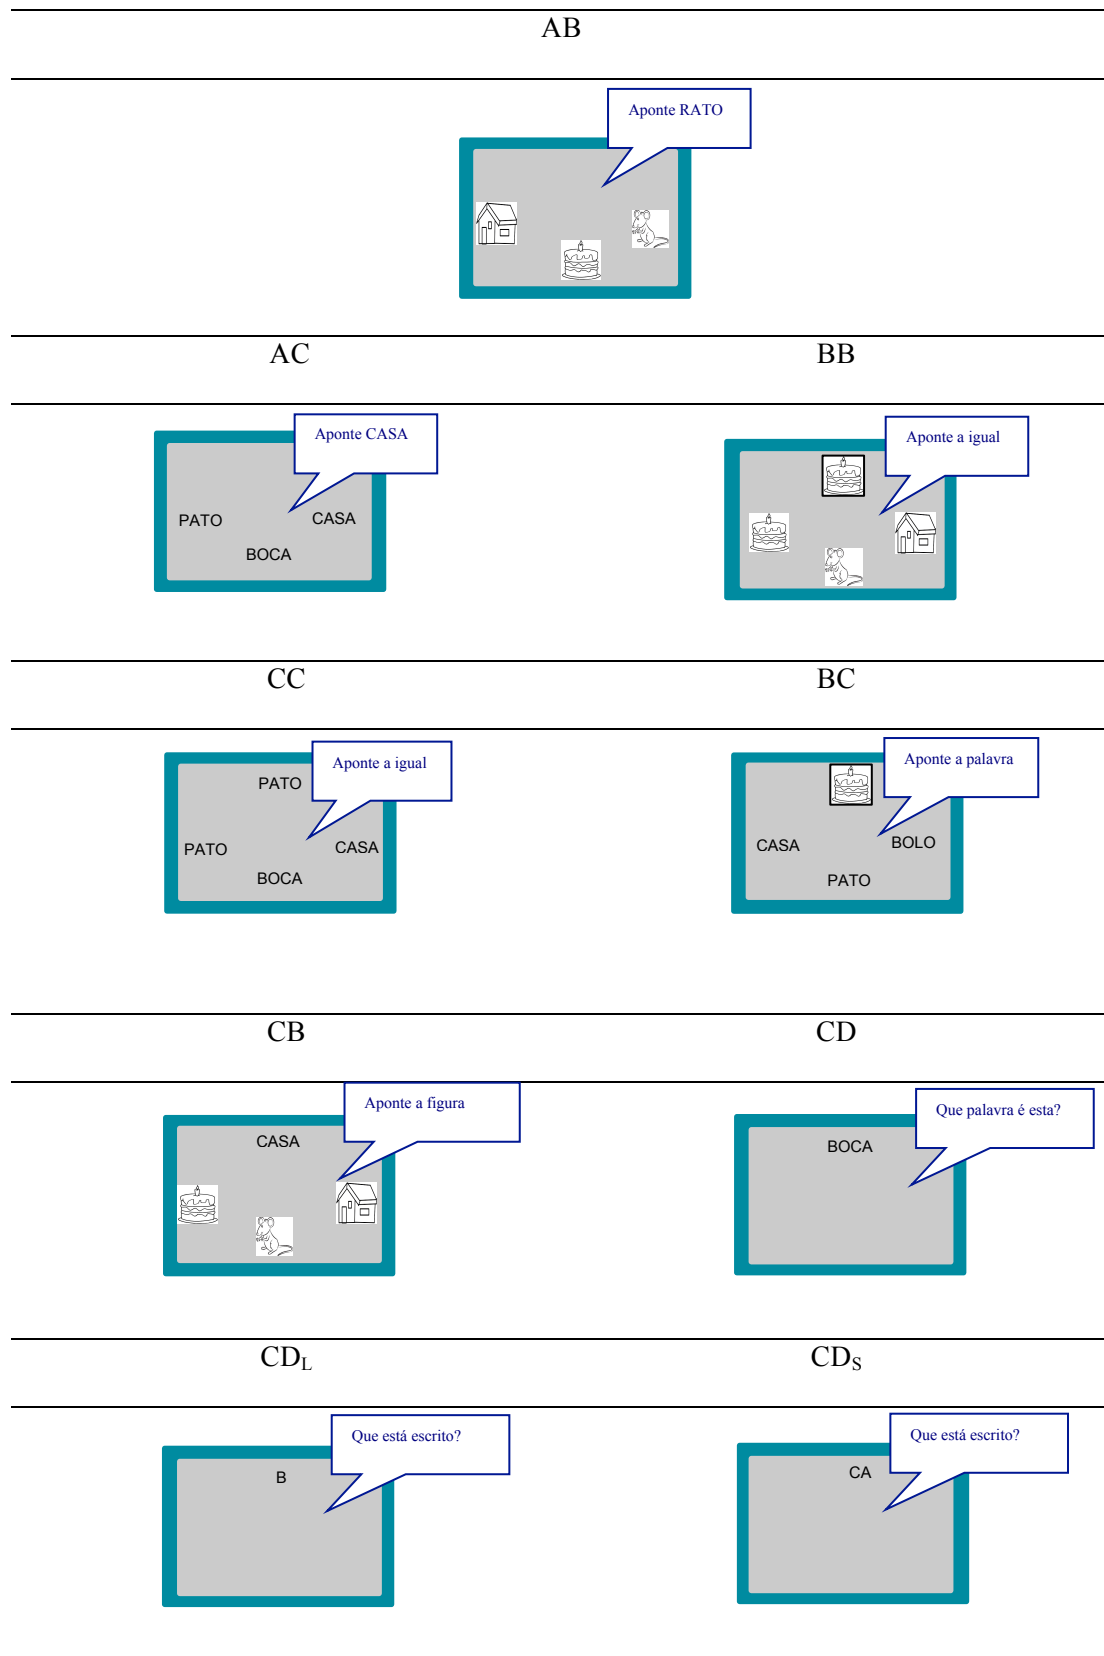 AB
Aponte RATO
AC
BB
Aponte CASA
PATO
CASA
BOCA
Aponte a igual
CC
BC
Aponte a igual
PATO
PATO
CASA
BOCA
Aponte a palavra
CASA
BOLO
PATO
CB
CD
Aponte a figura
CASA
Que palavra é esta?
BOCA
CD_L
CD_S
Que está escrito?
B
Que está escrito?
CA